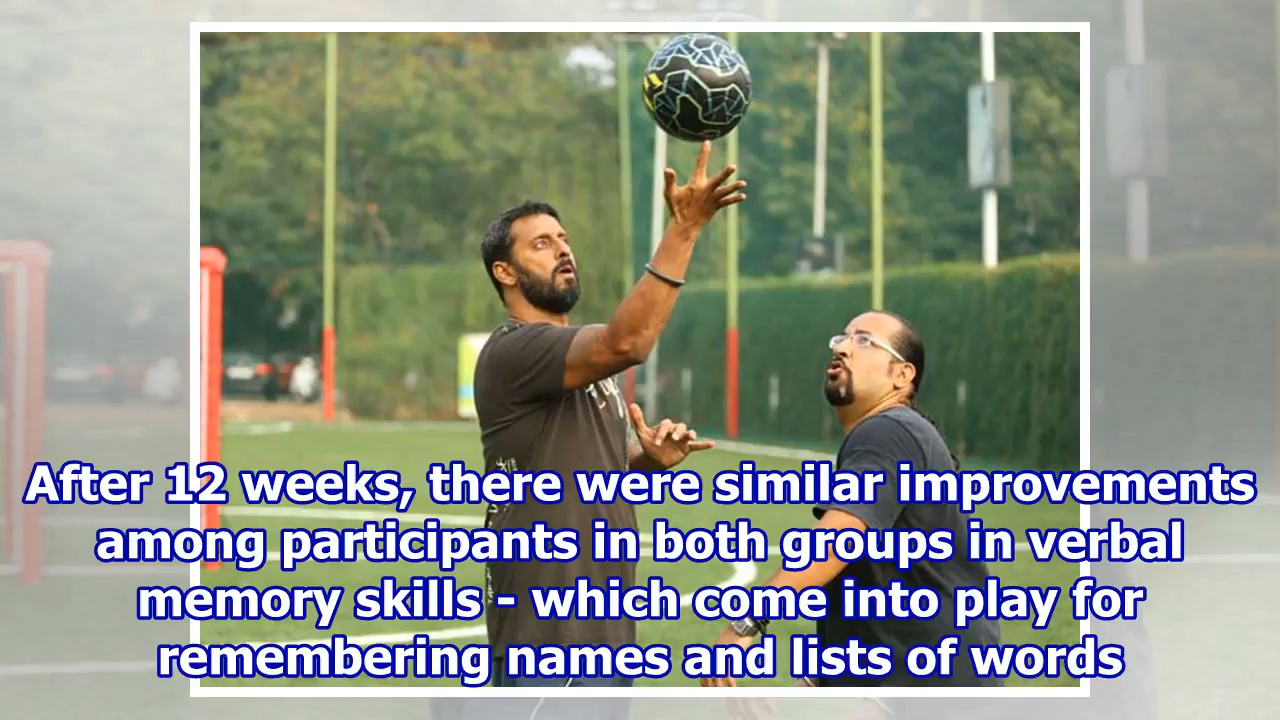 After 12 weeks, there were similar improvements
among participants in both groups in verbal
memory skills - which come into play for
remembering names and lists of words